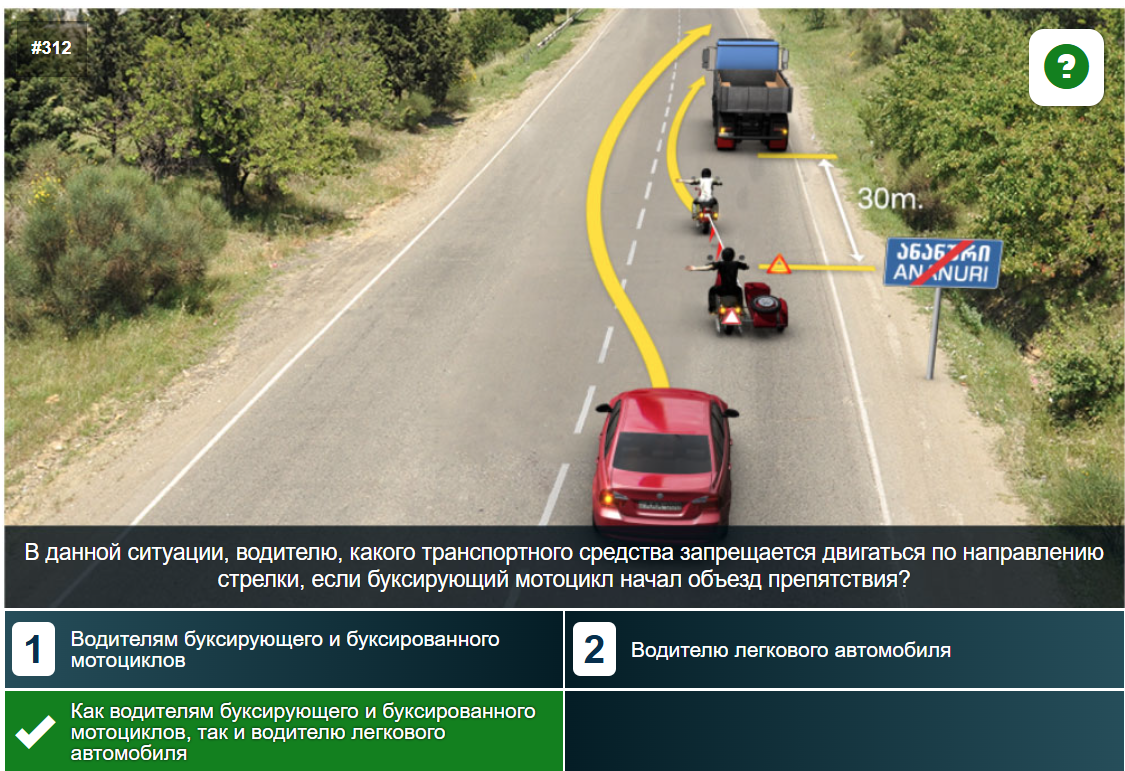 #312
?
30m.
ანანური
ANANURI
В данной ситуации, водителю, какого транспортного средства запрещается двигаться по направлению
стрелки, если буксирующий мотоцикл начал объезд препятствия?
1
Водителям буксирующего и буксированного
мотоциклов
2
Водителю легкового автомобиля
Как водителям буксирующего и буксированного
мотоциклов, так и водителю легкового
автомобиля